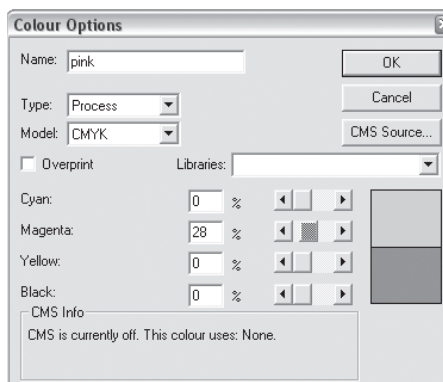 Colour Options
Name: pink
OK
Cancel
Type: Process
Model: CMYK
CMS Source...
Overprint Libraries:
Cyan: 0 %
Magenta: 28 %
Yellow: 0 %
Black: 0 %
CMS Info
CMS is currently off. This colour uses: None.